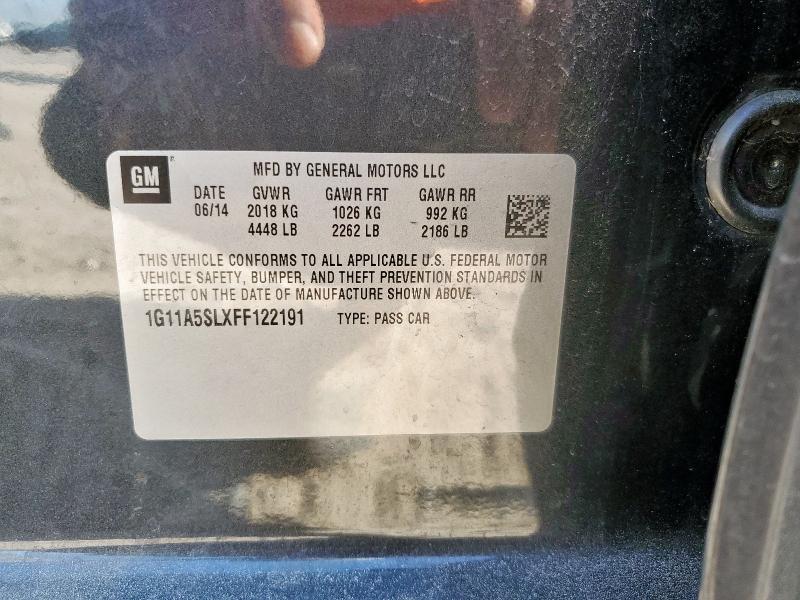 GM
MFD BY GENERAL MOTORS LLC
DATE GVWR GAWR FRT GAWR RR
06/14 2018 KG 1026 KG 992 KG
4448 LB 2262 LB 2186 LB
THIS VEHICLE CONFORMS TO ALL APPLICABLE U.S. FEDERAL MOTOR
VEHICLE SAFETY, BUMPER, AND THEFT PREVENTION STANDARDS IN
EFFECT ON THE DATE OF MANUFACTURE SHOWN ABOVE.
1G11A5SLXFF122191 TYPE: PASS CAR